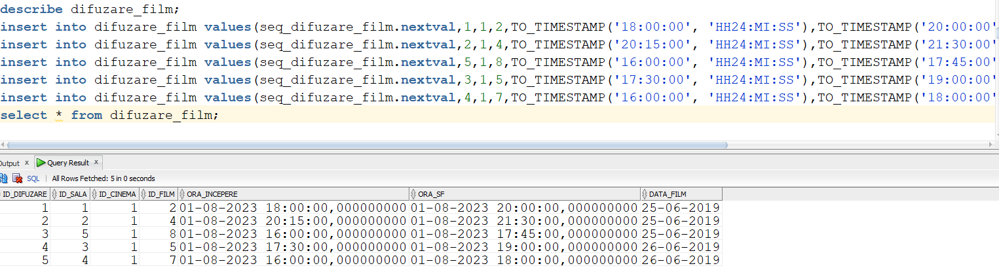 describe difuzare_film;
insert into difuzare_film values(seq_difuzare_film.nextval,1,1,2,TO_TIMESTAMP('18:00:00', 'HH24:MI:SS'),TO_TIMESTAMP('20:00:00'
insert into difuzare_film values(seq_difuzare_film.nextval,2,1,4,TO_TIMESTAMP('20:15:00', 'HH24:MI:SS'),TO_TIMESTAMP('21:30:00'
insert into difuzare_film values(seq_difuzare_film.nextval,5,1,8,TO_TIMESTAMP('16:00:00', 'HH24:MI:SS'),TO_TIMESTAMP('17:45:00'
insert into difuzare_film values(seq_difuzare_film.nextval,3,1,5,TO_TIMESTAMP('17:30:00', 'HH24:MI:SS'),TO_TIMESTAMP('19:00:00'
insert into difuzare_film values(seq_difuzare_film.nextval,4,1,7,TO_TIMESTAMP('16:00:00', 'HH24:MI:SS'),TO_TIMESTAMP('18:00:00'
select * from difuzare_film;
Output x Query Result x
SQL | All Rows Fetched: 5 in 0 seconds
ID_DIFUZARE ID_SALA ID_CINEMA ID_FILM ORA_INCEPERE ORA_SF DATA_FILM
1 1 1 2 01-08-2023 18:00:00,000000000 01-08-2023 20:00:00,000000000 25-06-2019
2 2 1 4 01-08-2023 20:15:00,000000000 01-08-2023 21:30:00,000000000 25-06-2019
3 5 1 8 01-08-2023 16:00:00,000000000 01-08-2023 17:45:00,000000000 25-06-2019
4 3 1 5 01-08-2023 17:30:00,000000000 01-08-2023 19:00:00,000000000 26-06-2019
5 4 1 7 01-08-2023 16:00:00,000000000 01-08-2023 18:00:00,000000000 26-06-2019